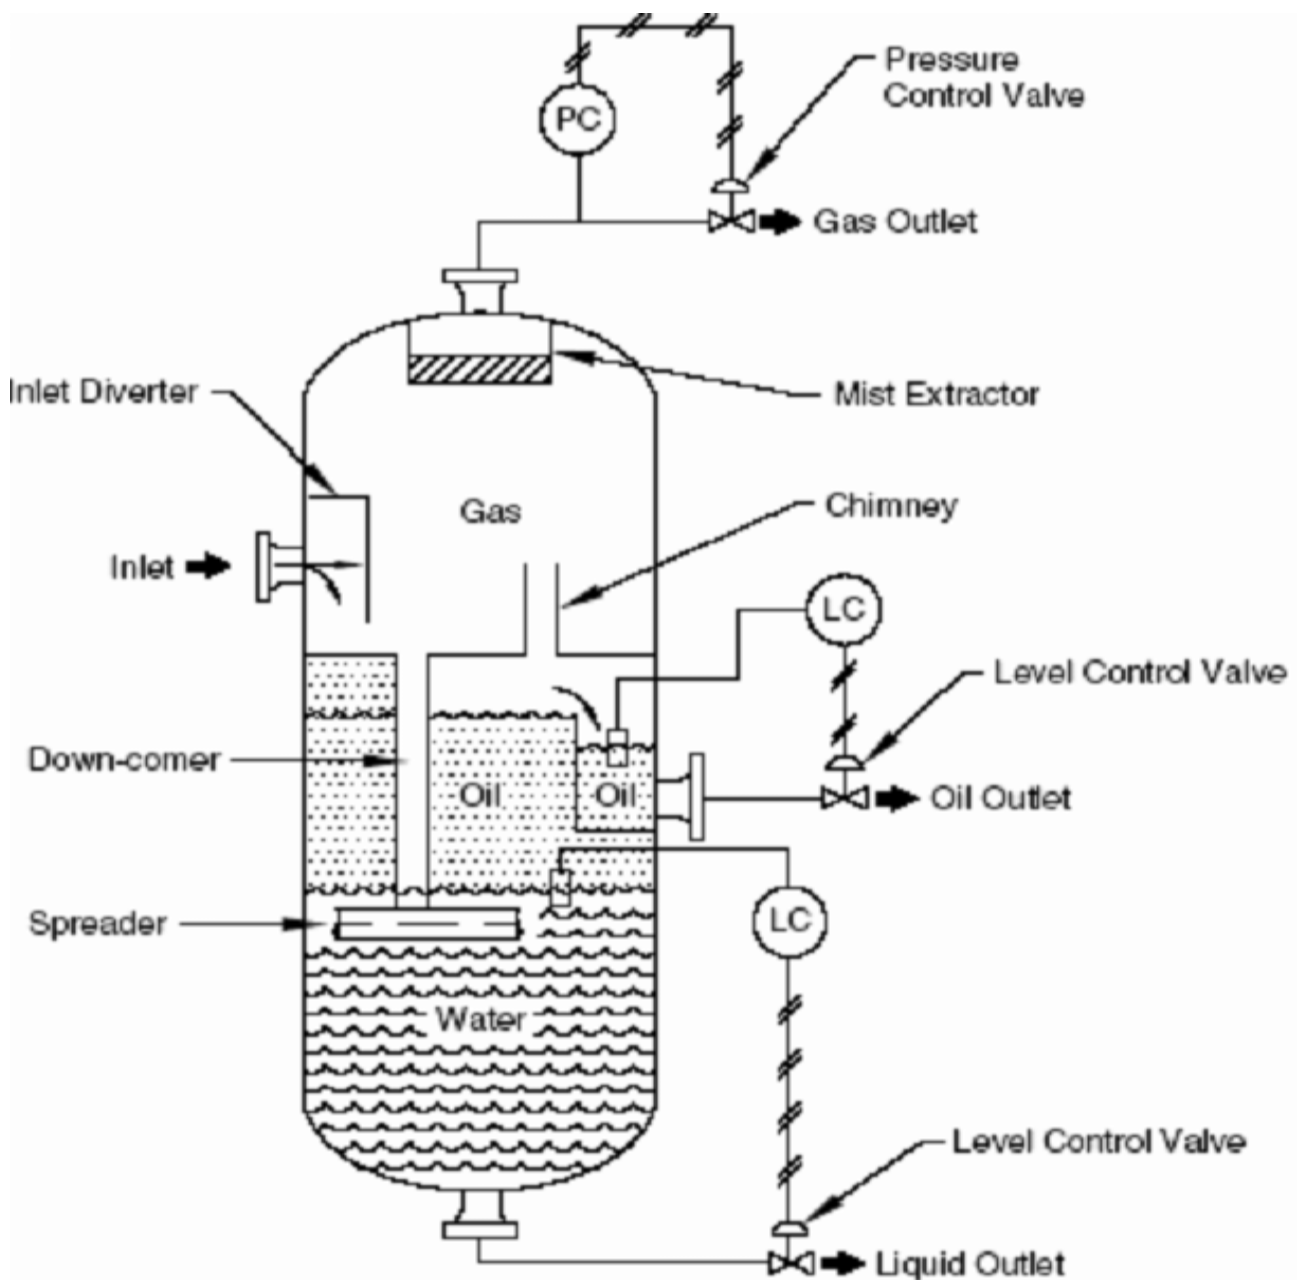 Pressure
Control Valve
PC
Gas Outlet
Inlet Diverter
Mist Extractor
Gas
Chimney
Inlet
LC
Level Control Valve
Down-comer
Oil
Oil
Oil Outlet
Spreader
LC
Water
Level Control Valve
Liquid Outlet